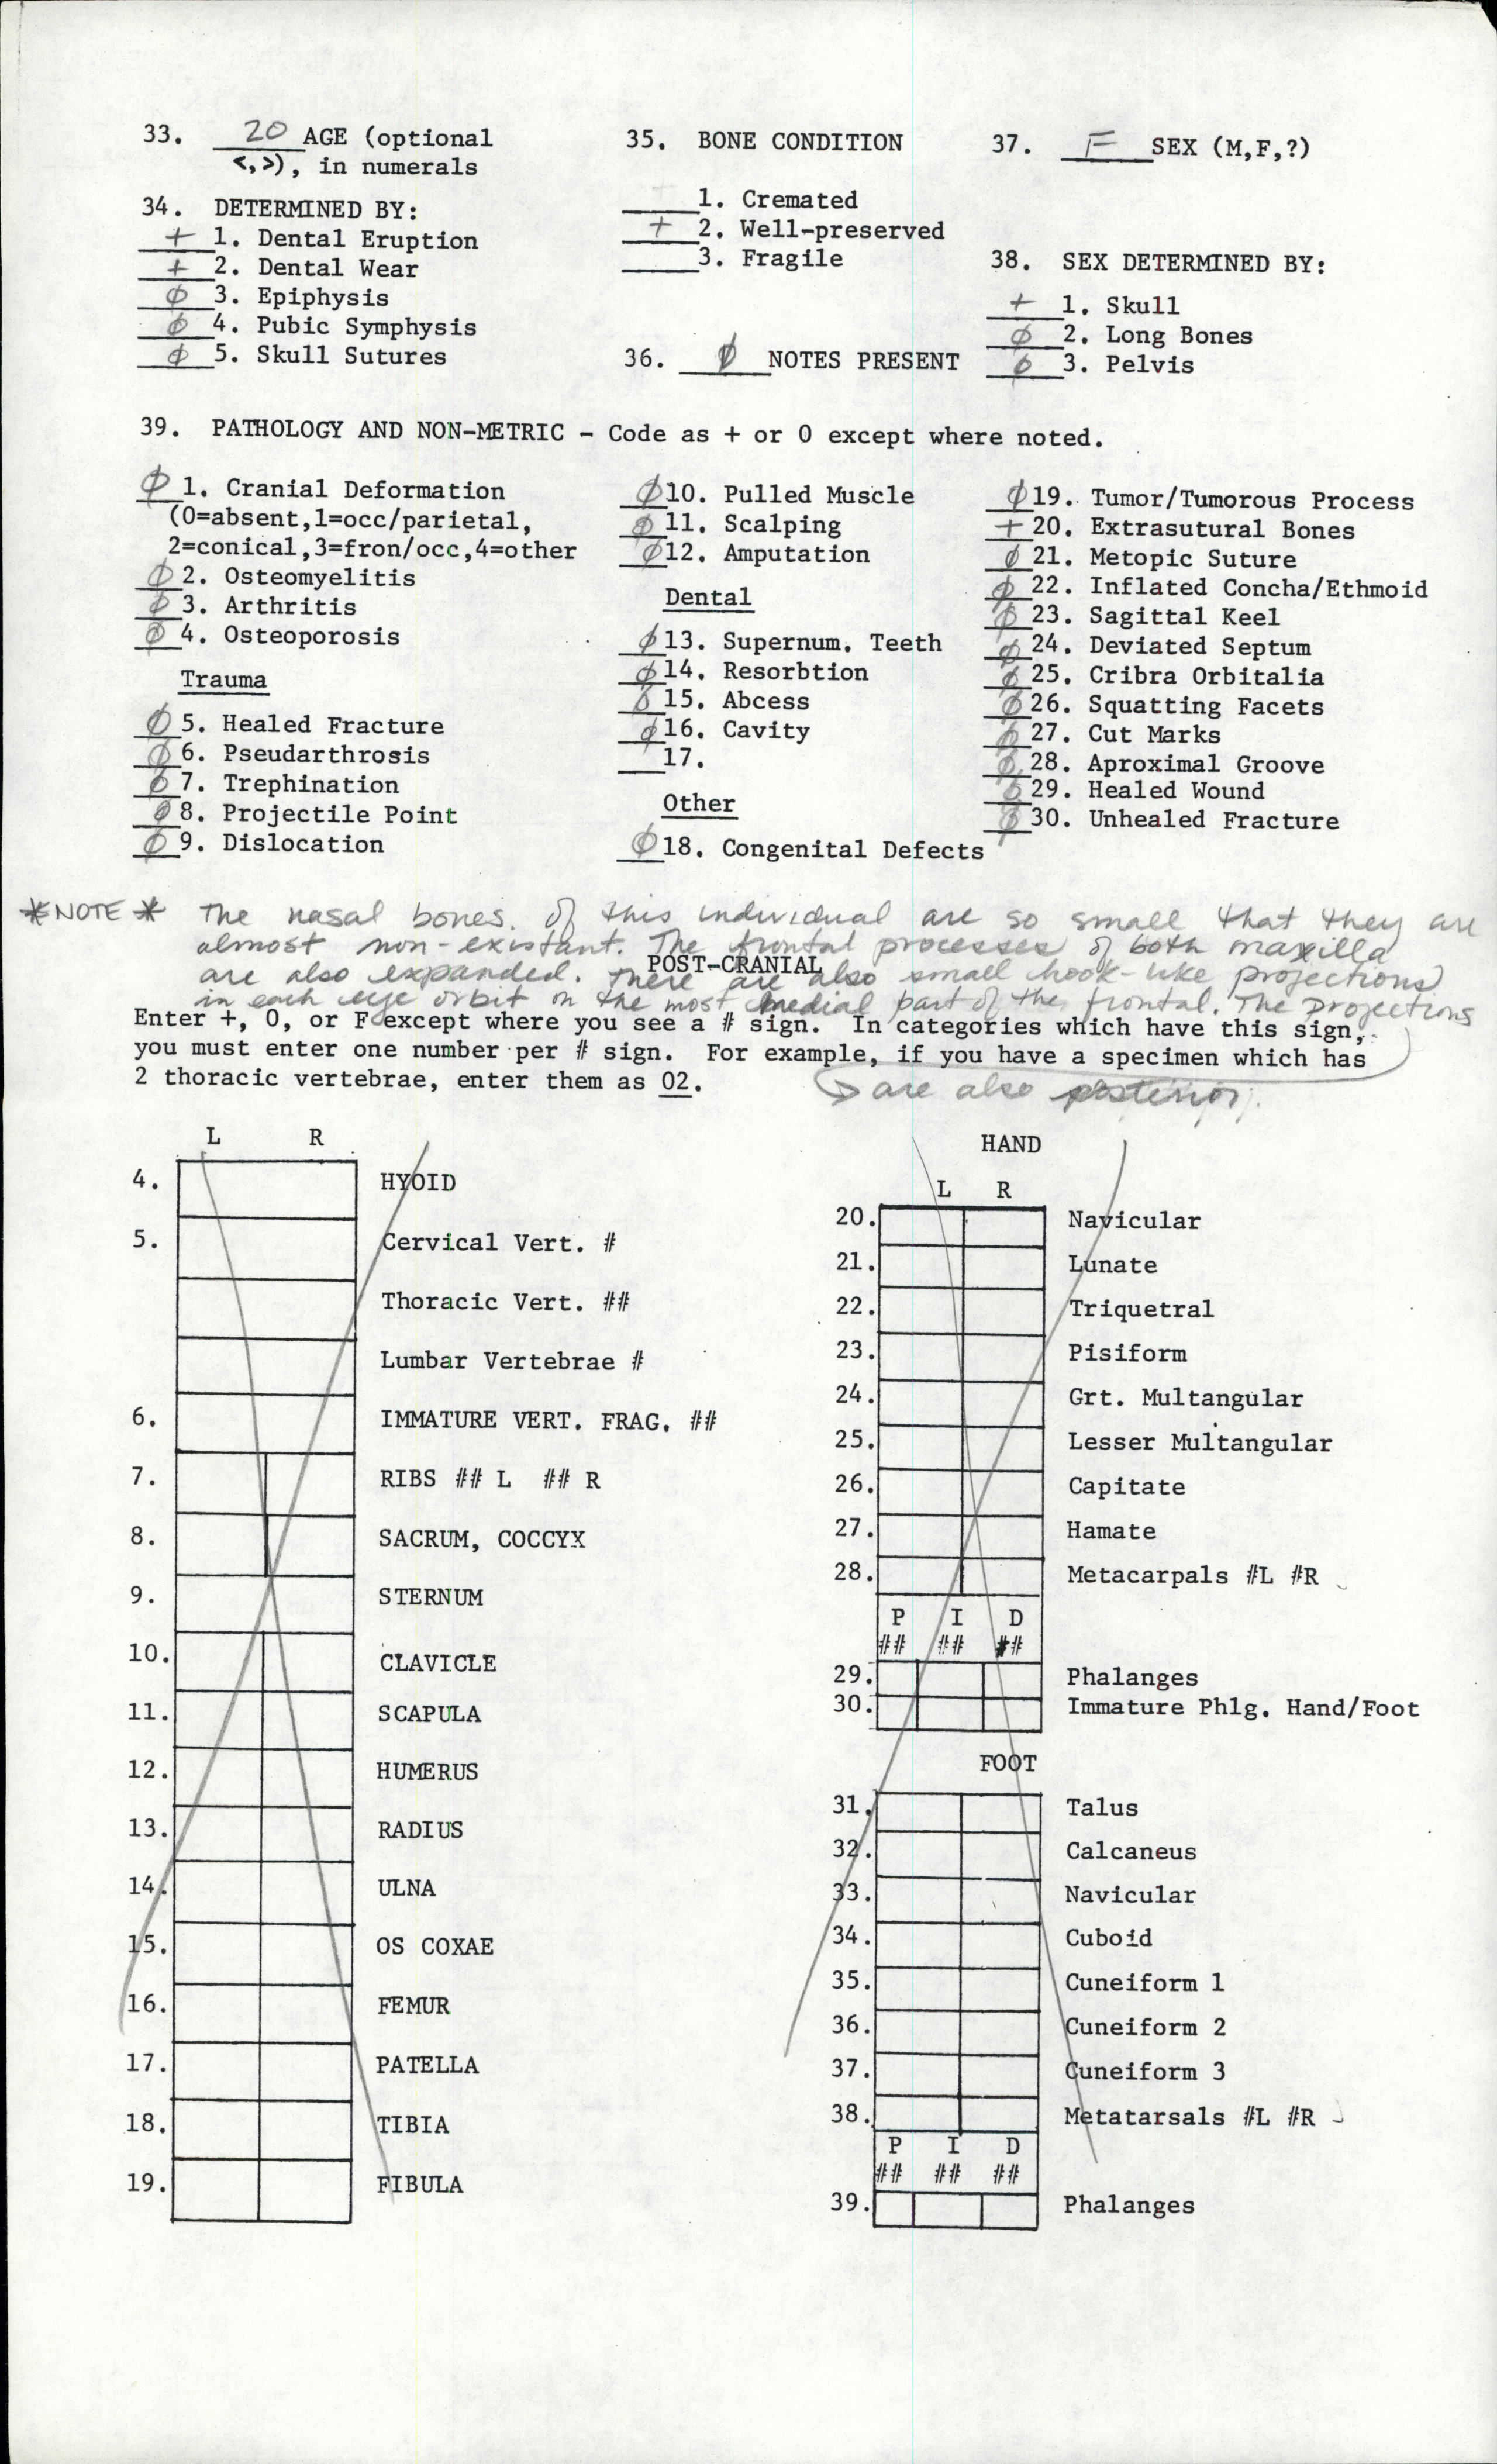 33. 20 AGE (optional
<,>), in numerals
34. DETERMINED BY:
+ 1. Dental Eruption
+ 2. Dental Wear
∅ 3. Epiphysis
∅ 4. Pubic Symphysis
∅ 5. Skull Sutures
35. BONE CONDITION
1. Cremated
+ 2. Well-preserved
3. Fragile
36. ∅ NOTES PRESENT
37. F SEX (M,F,?)
38. SEX DETERMINED BY:
+ 1. Skull
∅ 2. Long Bones
∅ 3. Pelvis
39. PATHOLOGY AND NON-METRIC - Code as + or 0 except where noted.
∅ 1. Cranial Deformation
(0=absent,1=occ/parietal,
2=conical,3=fron/occ,4=other
∅ 2. Osteomyelitis
∅ 3. Arthritis
∅ 4. Osteoporosis
Trauma
∅ 5. Healed Fracture
∅ 6. Pseudarthrosis
∅ 7. Trephination
∅ 8. Projectile Point
∅ 9. Dislocation
∅ 10. Pulled Muscle
∅ 11. Scalping
∅ 12. Amputation
Dental
∅ 13. Supernum. Teeth
∅ 14. Resorbtion
∅ 15. Abcess
∅ 16. Cavity
17.
Other
∅ 18. Congenital Defects
∅ 19. Tumor/Tumorous Process
+ 20. Extrasutural Bones
∅ 21. Metopic Suture
∅ 22. Inflated Concha/Ethmoid
∅ 23. Sagittal Keel
∅ 24. Deviated Septum
∅ 25. Cribra Orbitalia
∅ 26. Squatting Facets
∅ 27. Cut Marks
∅ 28. Aproximal Groove
∅ 29. Healed Wound
∅ 30. Unhealed Fracture
*NOTE* The nasal bones. of this individual are so small that they are
almost non-existant. The frontal processes of both maxilla
are also expanded. There are also small hook-like projections
in each eye orbit on the most medial part of the frontal. The projections
are also posterior.
POST-CRANIAL
Enter +, 0, or F except where you see a # sign. In categories which have this sign,
you must enter one number per # sign. For example, if you have a specimen which has
2 thoracic vertebrae, enter them as 02.
L R
4. HYOID
5. Cervical Vert. #
Thoracic Vert. ##
Lumbar Vertebrae #
6. IMMATURE VERT. FRAG. ##
7. RIBS ## L ## R
8. SACRUM, COCCYX
9. STERNUM
10. CLAVICLE
11. SCAPULA
12. HUMERUS
13. RADIUS
14. ULNA
15. OS COXAE
16. FEMUR
17. PATELLA
18. TIBIA
19. FIBULA
HAND
L R
20. Navicular
21. Lunate
22. Triquetral
23. Pisiform
24. Grt. Multangular
25. Lesser Multangular
26. Capitate
27. Hamate
28. Metacarpals #L #R
P I D
## ## ##
29. Phalanges
30. Immature Phlg. Hand/Foot
FOOT
31. Talus
32. Calcaneus
33. Navicular
34. Cuboid
35. Cuneiform 1
36. Cuneiform 2
37. Cuneiform 3
38. Metatarsals #L #R
P I D
## ## ##
39. Phalanges